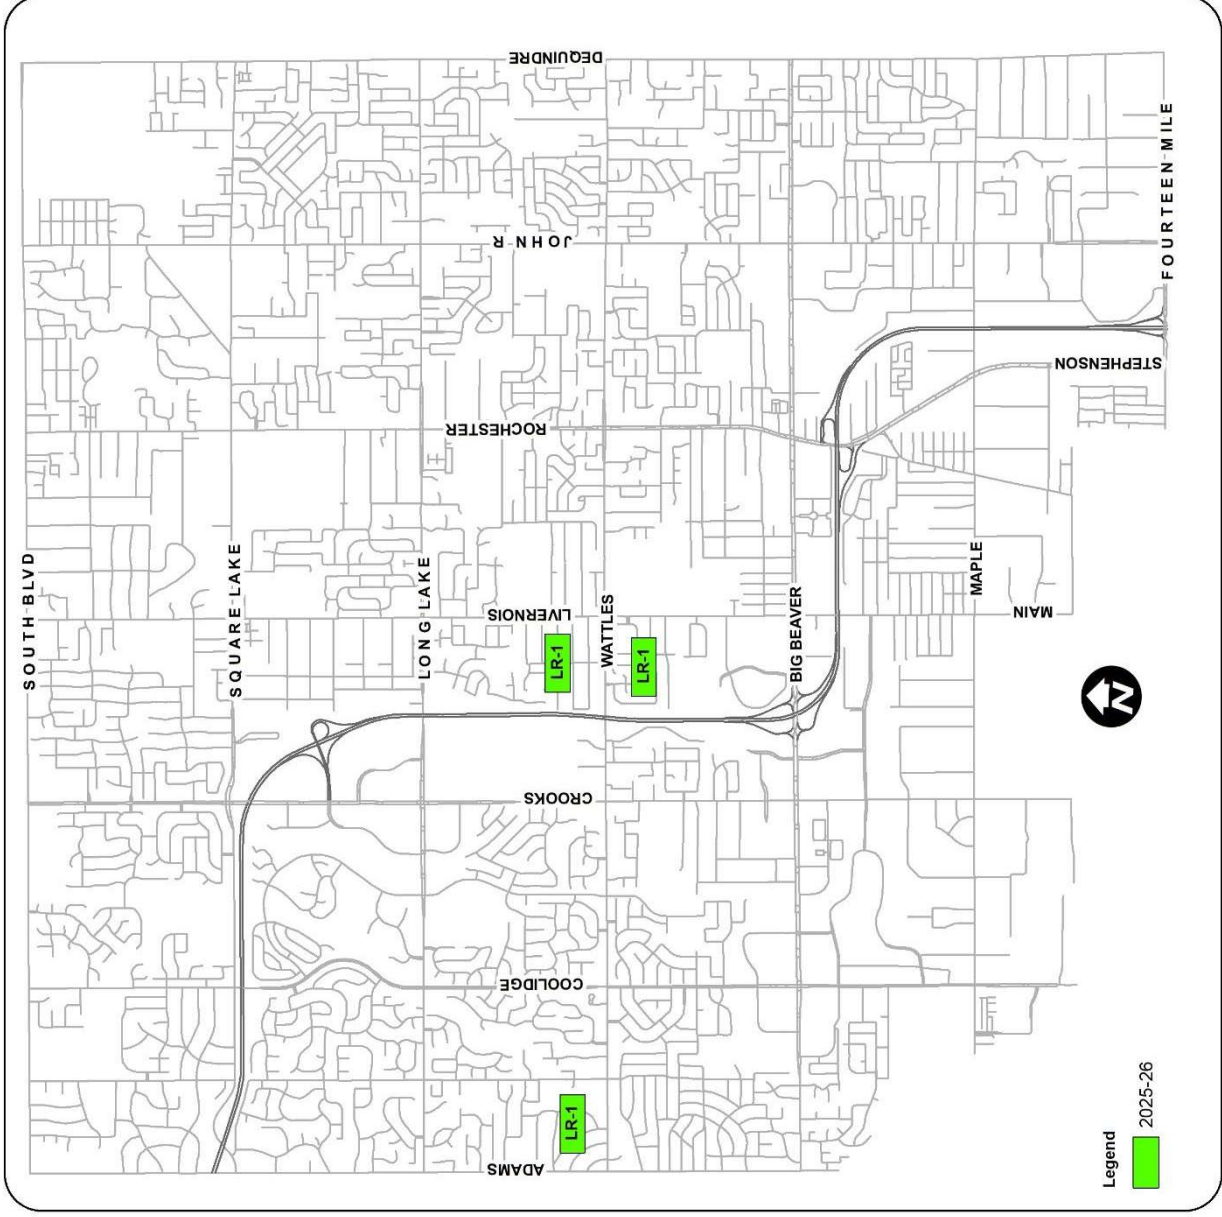 SOUTH BLVD
SQUARE LAKE
LONG LAKE
WATTLES
BIG BEAVER
MAPLE
FOURTEEN MILE
ADAMS
COOLIDGE
CROOKS
LIVERNOIS
MAIN
ROCHESTER
STEPHENSON
JOHN R
DEQUINDRE
LR-1
LR-1
LR-1
N
Legend
2025-26